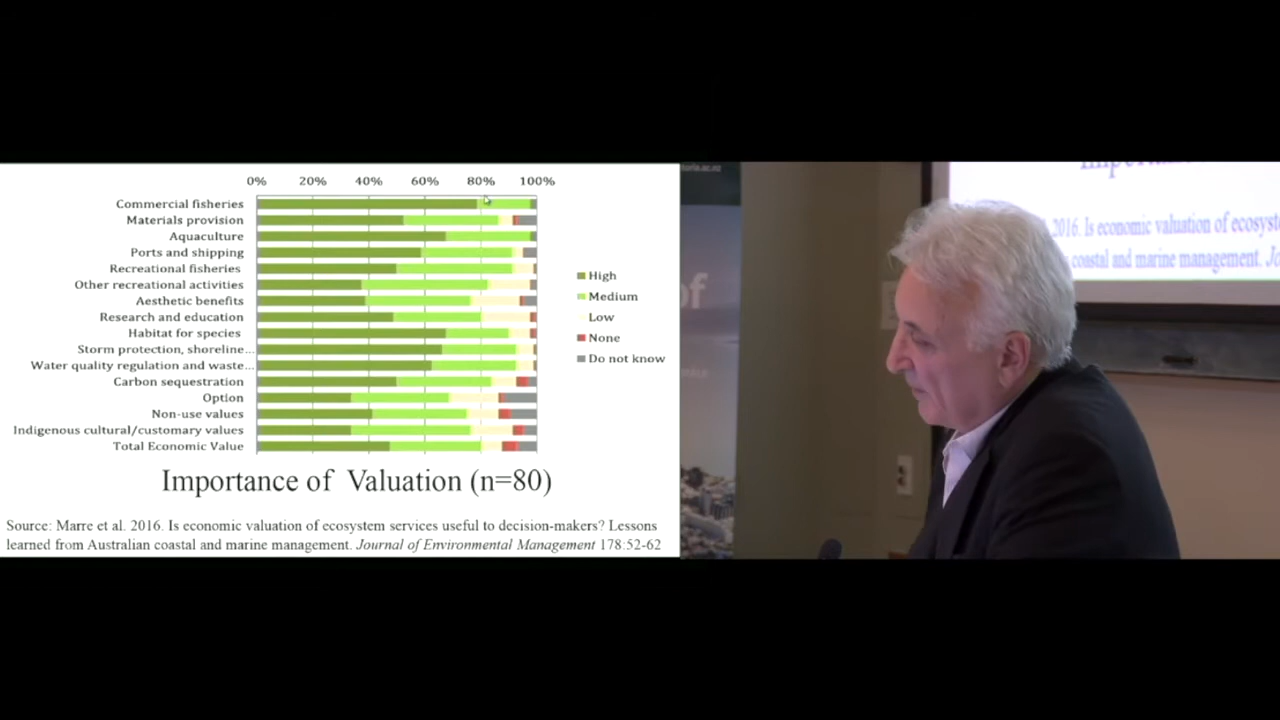 0% 20% 40% 60% 80% 100%
Commercial fisheries
Materials provision
Aquaculture
Ports and shipping
Recreational fisheries
Other recreational activities
Aesthetic benefits
Research and education
Habitat for species
Storm protection, shoreline...
Water quality regulation and waste...
Carbon sequestration
Option
Non-use values
Indigenous cultural/customary values
Total Economic Value
High
Medium
Low
None
Do not know
Importance of Valuation (n=80)
Source: Marre et al. 2016. Is economic valuation of ecosystem services useful to decision-makers? Lessons
learned from Australian coastal and marine management. Journal of Environmental Management 178:52-62
2016. Is economic valuation of ecosyst
coastal and marine management. Jo
of